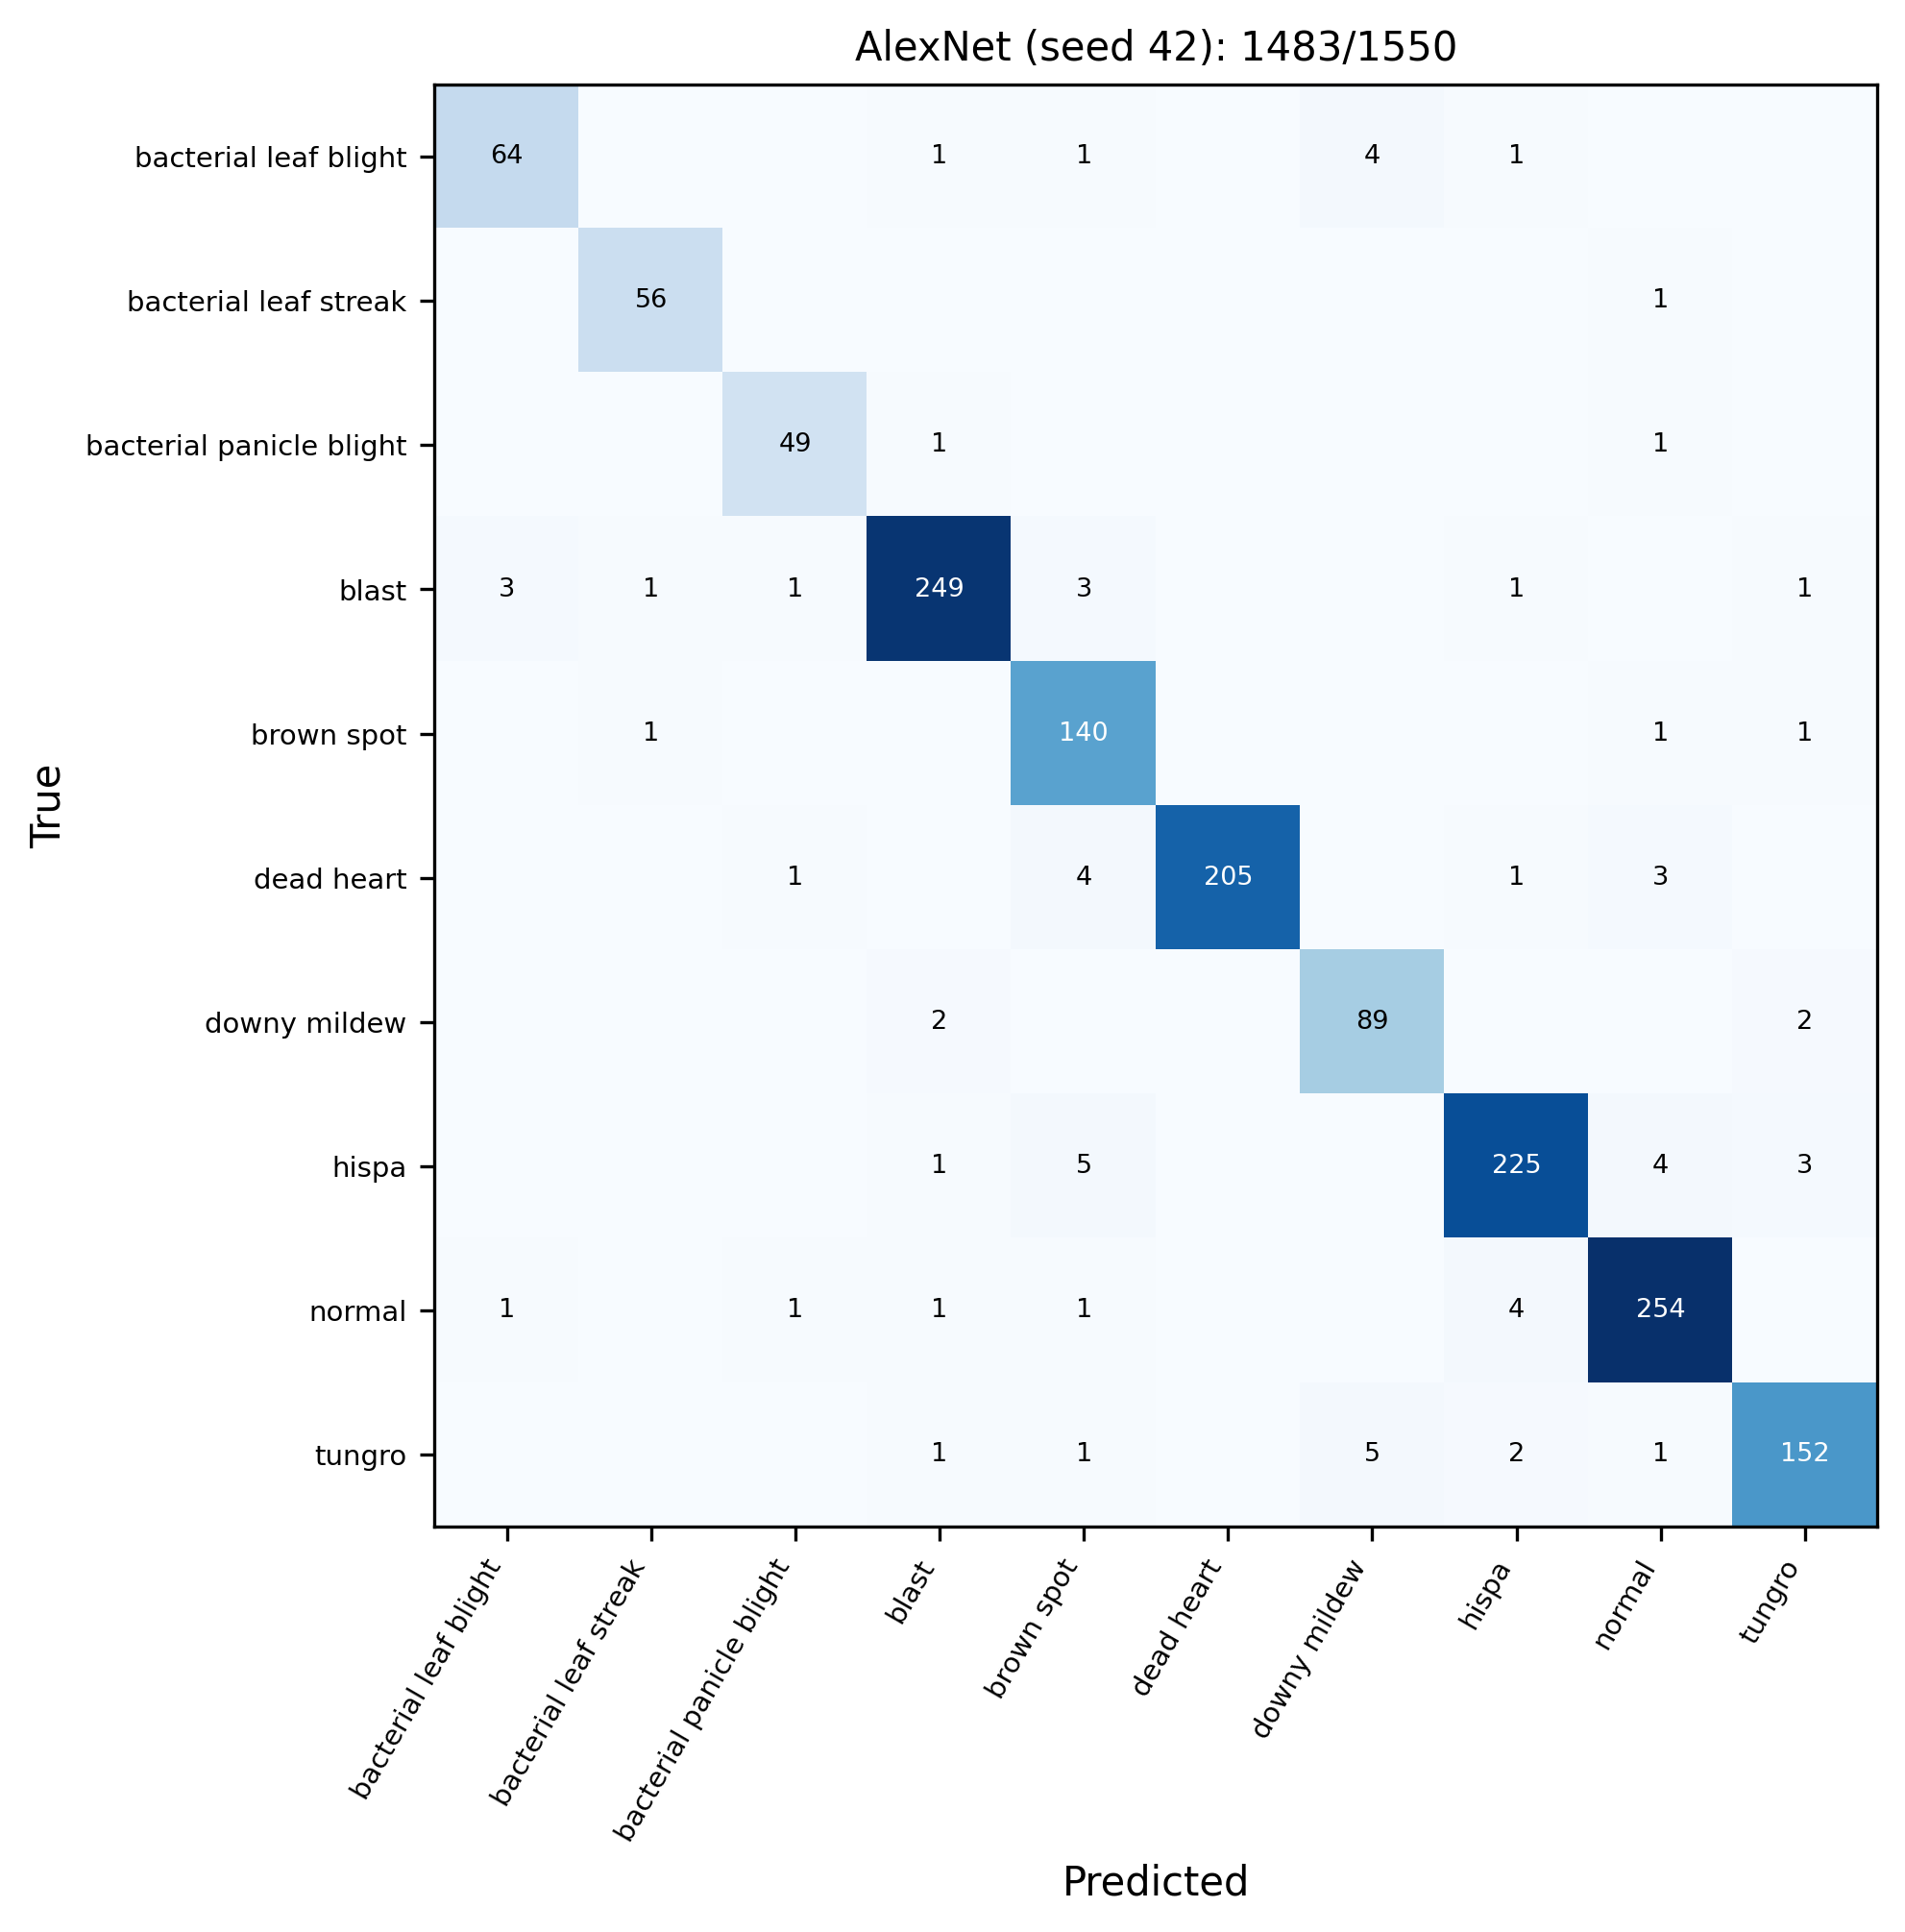 AlexNet (seed 42): 1483/1550
bacterial leaf blight 64 1 1 4 1
bacterial leaf streak 56 1
bacterial panicle blight 49 1 1
blast 3 1 1 249 3 1 1
brown spot 1 140 1 1
dead heart 1 4 205 1 3
downy mildew 2 89 2
hispa 1 5 225 4 3
normal 1 1 1 1 4 254
tungro 1 1 5 2 1 152
True
bacterial leaf blight
bacterial leaf streak
bacterial panicle blight
blast
brown spot
dead heart
downy mildew
hispa
normal
tungro
Predicted